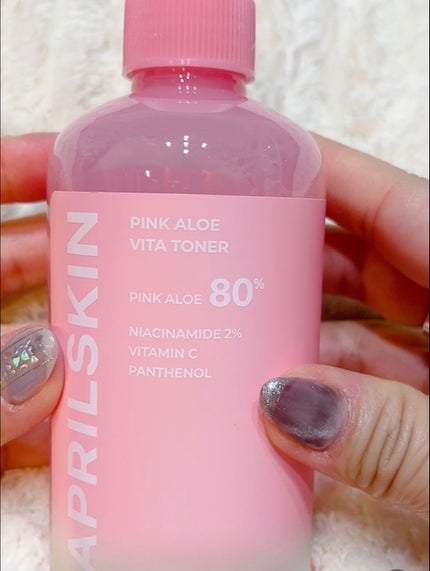 APRILSKIN
PINK ALOE
VITA TONER
PINK ALOE 80%
NIACINAMIDE 2%
VITAMIN C
PANTHENOL